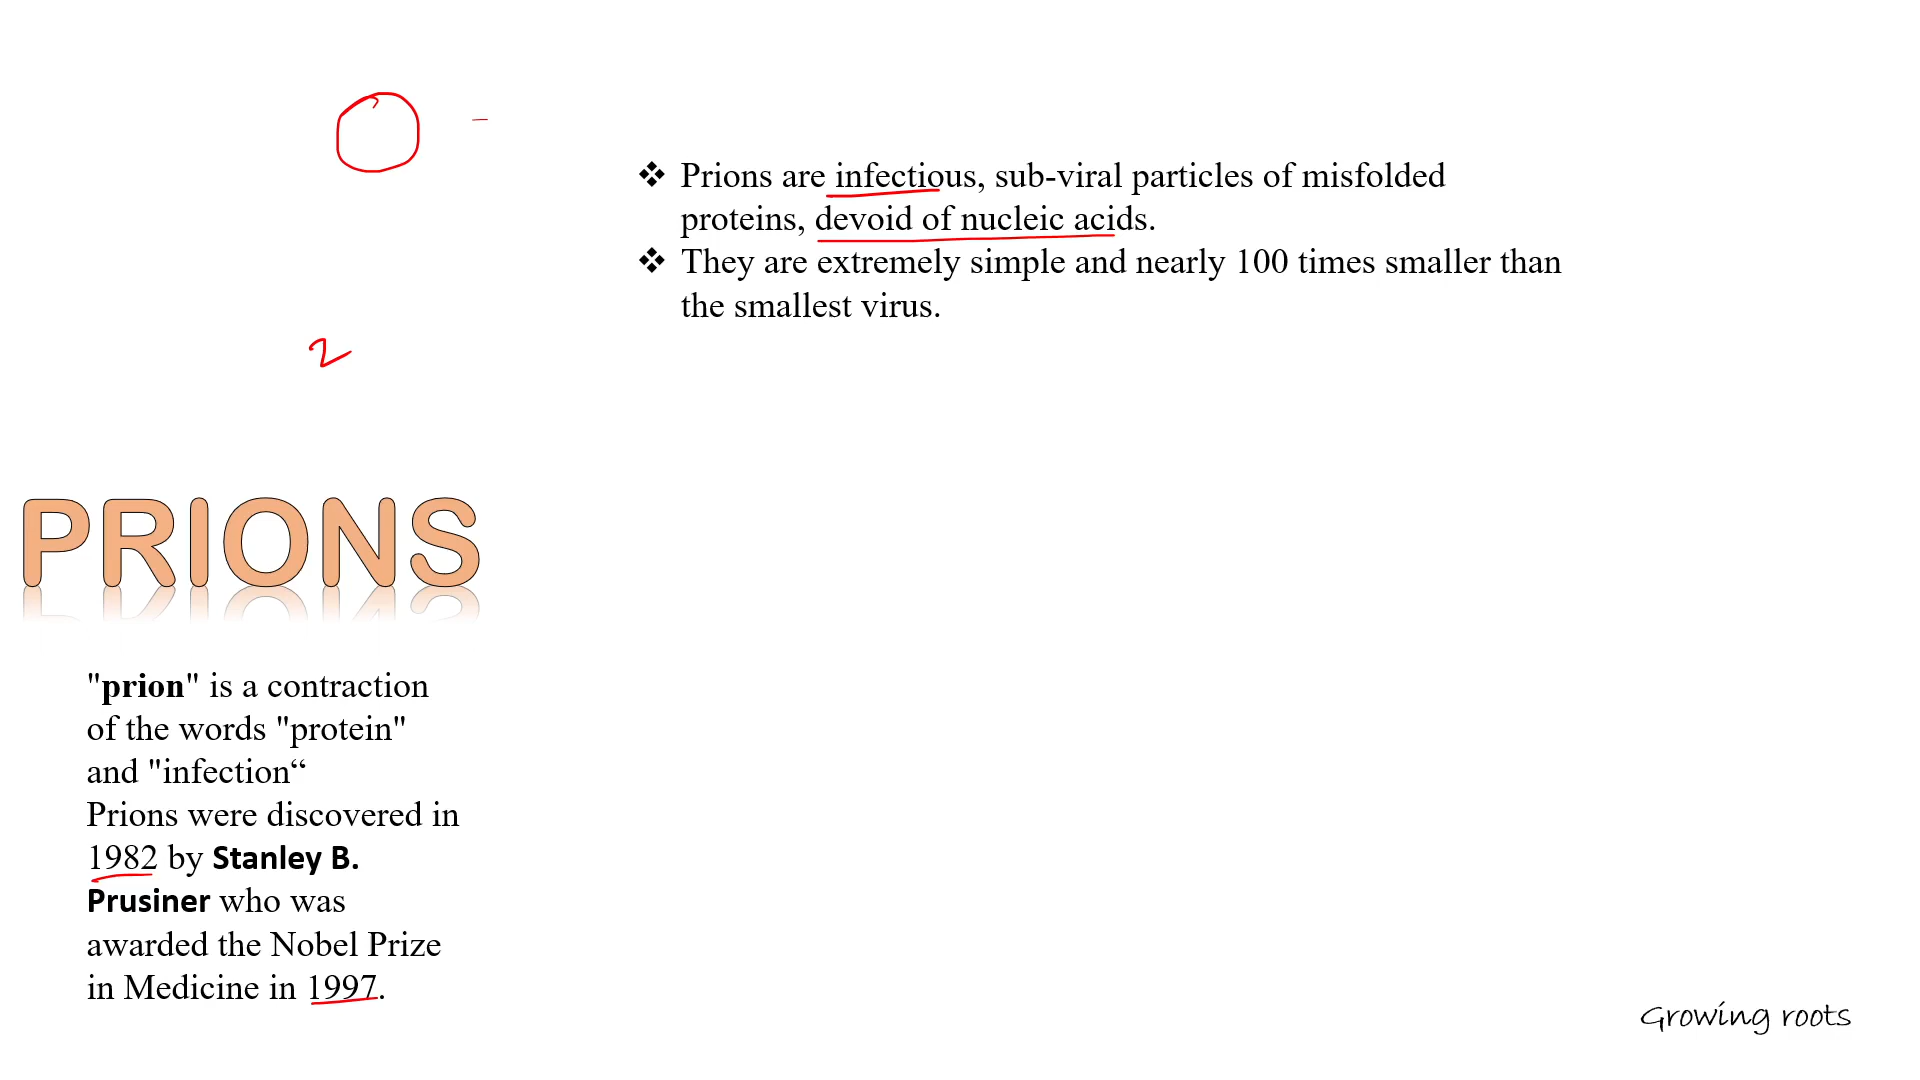 ❖ Prions are infectious, sub-viral particles of misfolded
proteins, devoid of nucleic acids.
❖ They are extremely simple and nearly 100 times smaller than
the smallest virus.
2
PRIONS
"prion" is a contraction
of the words "protein"
and "infection“
Prions were discovered in
1982 by Stanley B.
Prusiner who was
awarded the Nobel Prize
in Medicine in 1997.
Growing roots